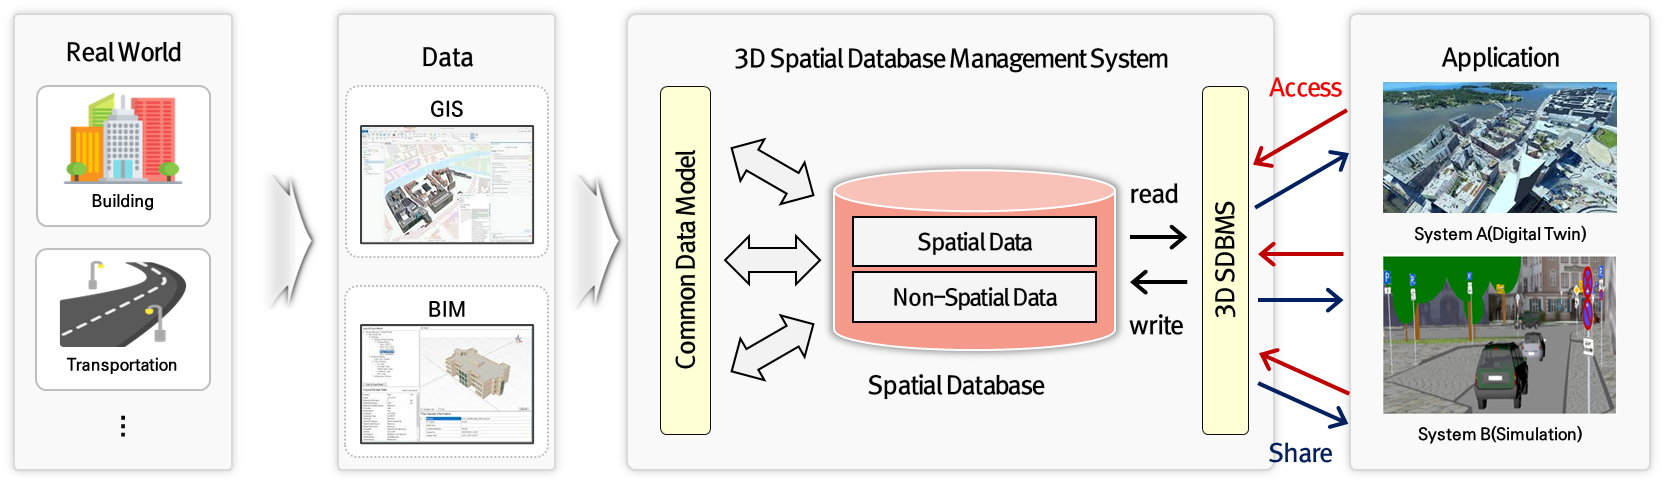 Real World
Building
Transportation
Data
GIS
BIM
3D Spatial Database Management System
Common Data Model
Spatial Data
Non-Spatial Data
Spatial Database
read
write
3D SDBMS
Access
Share
Application
System A(Digital Twin)
System B(Simulation)